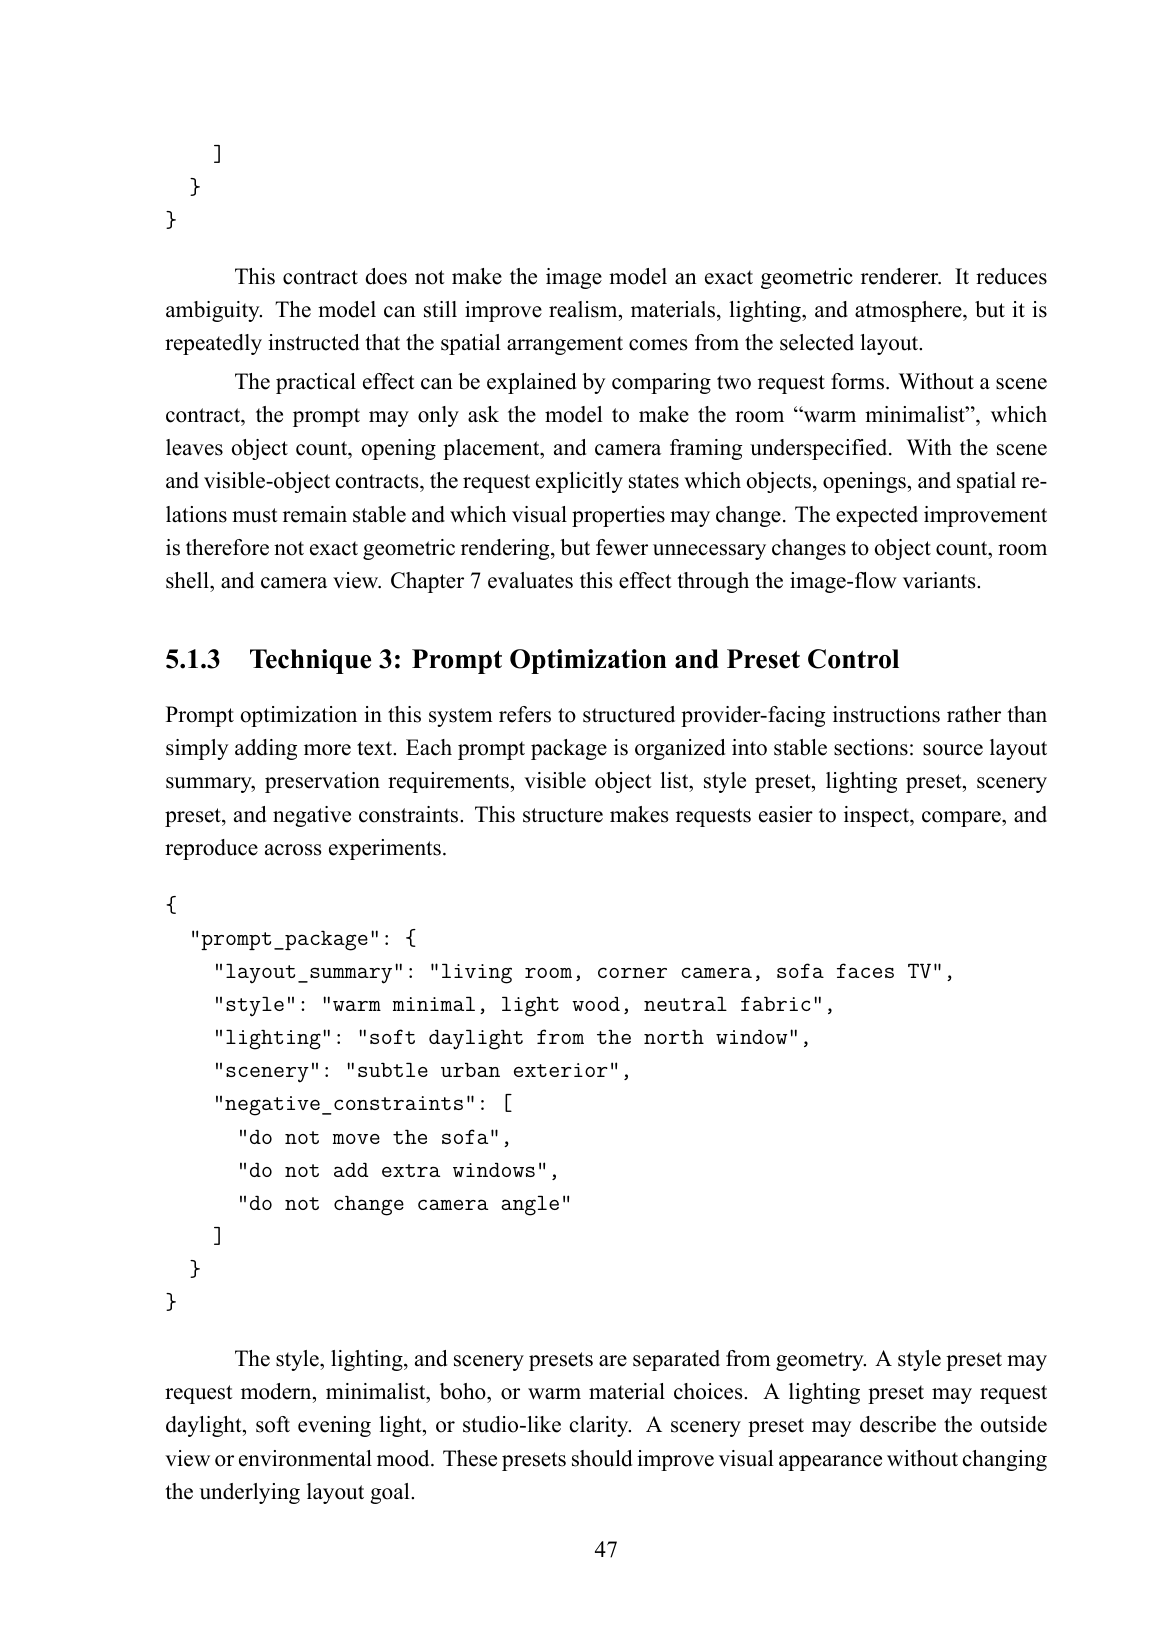 ]
}
}
This contract does not make the image model an exact geometric renderer. It reduces
ambiguity. The model can still improve realism, materials, lighting, and atmosphere, but it is
repeatedly instructed that the spatial arrangement comes from the selected layout.
The practical effect can be explained by comparing two request forms. Without a scene
contract, the prompt may only ask the model to make the room “warm minimalist”, which
leaves object count, opening placement, and camera framing underspecified. With the scene
and visible-object contracts, the request explicitly states which objects, openings, and spatial re-
lations must remain stable and which visual properties may change. The expected improvement
is therefore not exact geometric rendering, but fewer unnecessary changes to object count, room
shell, and camera view. Chapter 7 evaluates this effect through the image-flow variants.
5.1.3 Technique 3: Prompt Optimization and Preset Control
Prompt optimization in this system refers to structured provider-facing instructions rather than
simply adding more text. Each prompt package is organized into stable sections: source layout
summary, preservation requirements, visible object list, style preset, lighting preset, scenery
preset, and negative constraints. This structure makes requests easier to inspect, compare, and
reproduce across experiments.
{
"prompt_package": {
"layout_summary": "living room, corner camera, sofa faces TV",
"style": "warm minimal, light wood, neutral fabric",
"lighting": "soft daylight from the north window",
"scenery": "subtle urban exterior",
"negative_constraints": [
"do not move the sofa",
"do not add extra windows",
"do not change camera angle"
]
}
}
The style, lighting, and scenery presets are separated from geometry. A style preset may
request modern, minimalist, boho, or warm material choices. A lighting preset may request
daylight, soft evening light, or studio-like clarity. A scenery preset may describe the outside
view or environmental mood. These presets should improve visual appearance without changing
the underlying layout goal.
47